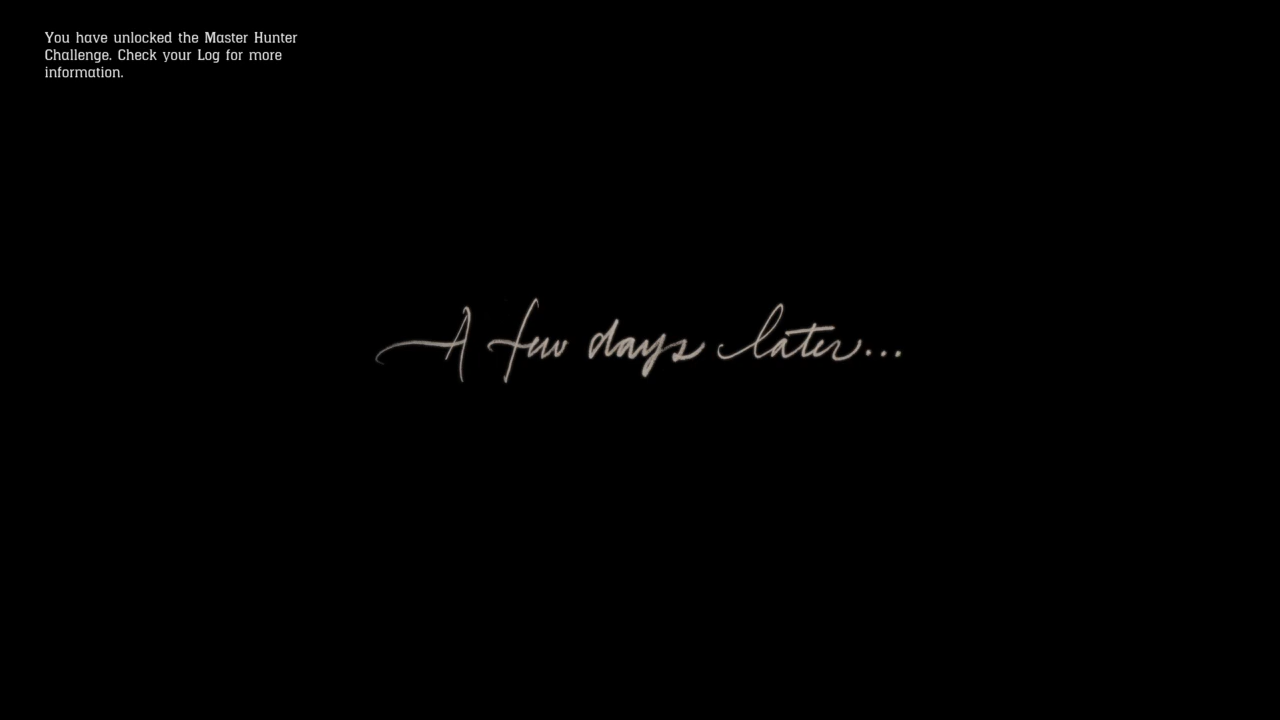 You have unlocked the Master Hunter
Challenge. Check your Log for more
information.
A few days later...